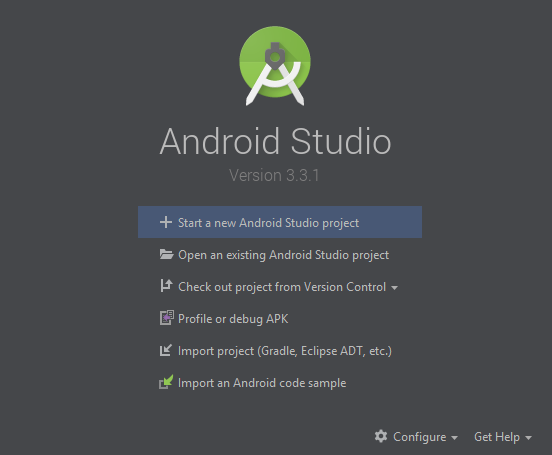 Android Studio
Version 3.3.1
Start a new Android Studio project
Open an existing Android Studio project
Check out project from Version Control
Profile or debug APK
Import project (Gradle, Eclipse ADT, etc.)
Import an Android code sample
Configure Get Help